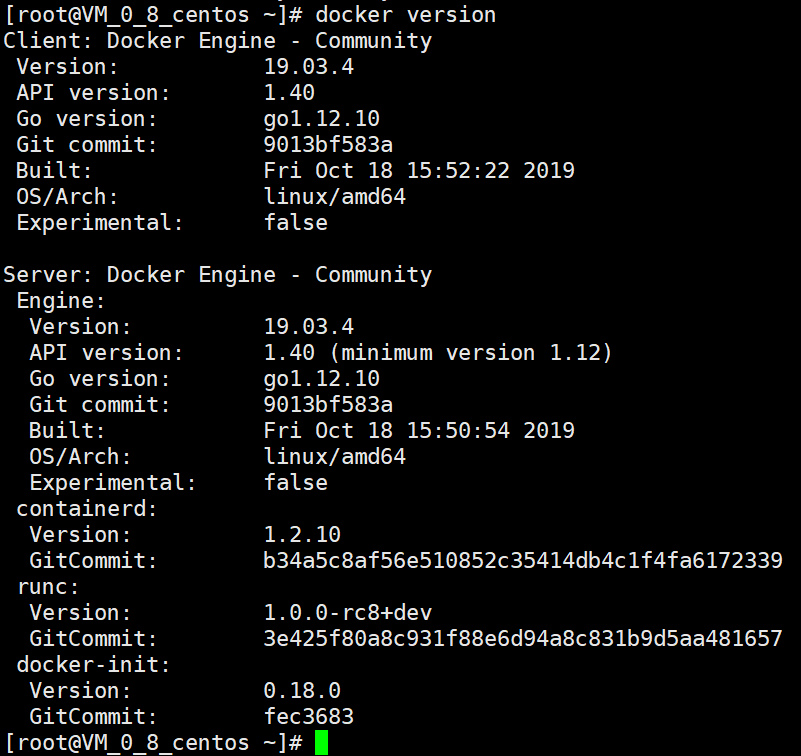 [root@VM_0_8_centos ~]# docker version
Client: Docker Engine - Community
 Version:           19.03.4
 API version:       1.40
 Go version:        go1.12.10
 Git commit:        9013bf583a
 Built:             Fri Oct 18 15:52:22 2019
 OS/Arch:           linux/amd64
 Experimental:      false

Server: Docker Engine - Community
 Engine:
  Version:          19.03.4
  API version:      1.40 (minimum version 1.12)
  Go version:       go1.12.10
  Git commit:       9013bf583a
  Built:            Fri Oct 18 15:50:54 2019
  OS/Arch:          linux/amd64
  Experimental:     false
 containerd:
  Version:          1.2.10
  GitCommit:        b34a5c8af56e510852c35414db4c1f4fa6172339
 runc:
  Version:          1.0.0-rc8+dev
  GitCommit:        3e425f80a8c931f88e6d94a8c831b9d5aa481657
 docker-init:
  Version:          0.18.0
  GitCommit:        fec3683
[root@VM_0_8_centos ~]#